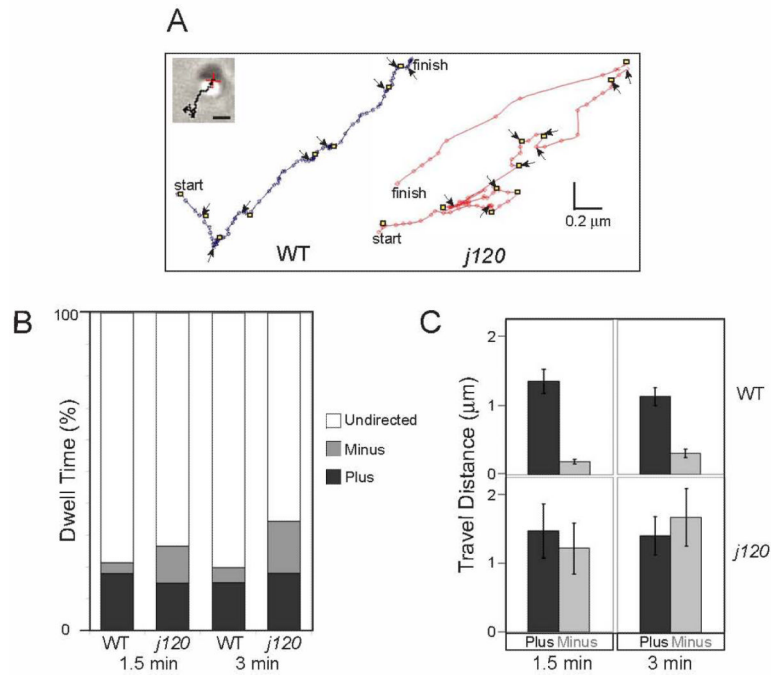 A
start
finish
WT
finish
start
0.2 µm
j120
B
100
Dwell Time (%)
0
WT j120 WT j120
1.5 min 3 min
Undirected
Minus
Plus
C
2
1
0
2
1
0
Travel Distance (µm)
WT
j120
Plus Minus Plus Minus
1.5 min 3 min